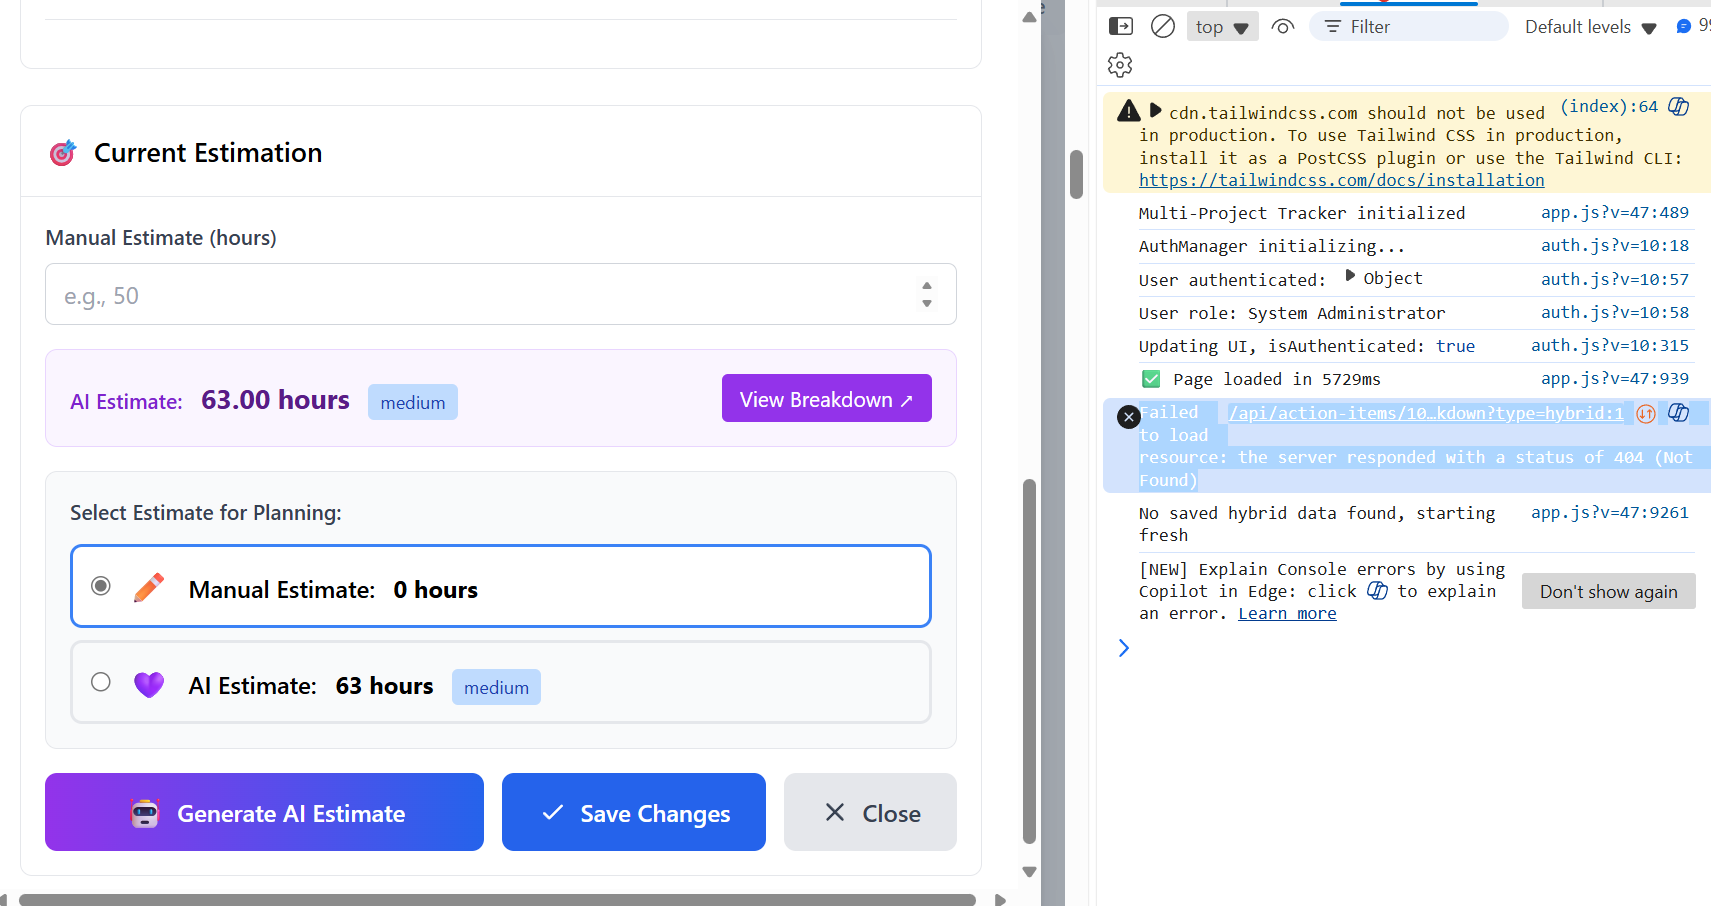 Current Estimation
Manual Estimate (hours)
e.g., 50
AI Estimate: 63.00 hours medium
View Breakdown ↗
Select Estimate for Planning:
Manual Estimate: 0 hours
AI Estimate: 63 hours medium
Generate AI Estimate
Save Changes
Close
top
Filter
Default levels
99
cdn.tailwindcss.com should not be used (index):64
in production. To use Tailwind CSS in production,
install it as a PostCSS plugin or use the Tailwind CLI:
https://tailwindcss.com/docs/installation
Multi-Project Tracker initialized app.js?v=47:489
AuthManager initializing... auth.js?v=10:18
User authenticated: Object auth.js?v=10:57
User role: System Administrator auth.js?v=10:58
Updating UI, isAuthenticated: true auth.js?v=10:315
Page loaded in 5729ms app.js?v=47:939
Failed /api/action-items/10…kdown?type=hybrid:1
to load
resource: the server responded with a status of 404 (Not
Found)
No saved hybrid data found, starting app.js?v=47:9261
fresh
[NEW] Explain Console errors by using
Copilot in Edge: click to explain
an error. Learn more
Don't show again